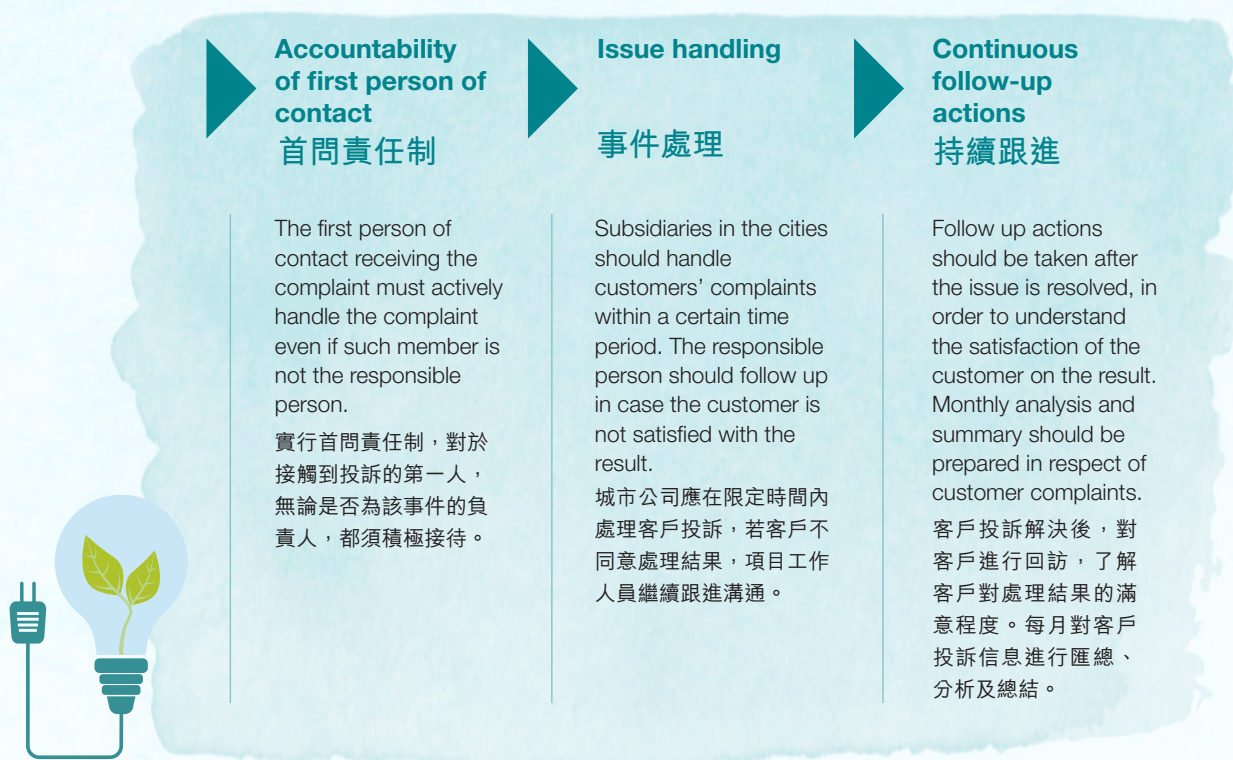 Accountability
of first person of
contact
首問責任制
The first person of
contact receiving the
complaint must actively
handle the complaint
even if such member is
not the responsible
person.
實行首問責任制，對於
接觸到投訴的第一人，
無論是否為該事件的負
責人，都須積極接待。
Issue handling
事件處理
Subsidiaries in the cities
should handle
customers’ complaints
within a certain time
period. The responsible
person should follow up
in case the customer is
not satisfied with the
result.
城市公司應在限定時間內
處理客戶投訴，若客戶不
同意處理結果，項目工作
人員繼續跟進溝通。
Continuous
follow-up
actions
持續跟進
Follow up actions
should be taken after
the issue is resolved, in
order to understand
the satisfaction of the
customer on the result.
Monthly analysis and
summary should be
prepared in respect of
customer complaints.
客戶投訴解決後，對
客戶進行回訪，了解
客戶對處理結果的滿
意程度。每月對客戶
投訴信息進行匯總、
分析及總結。